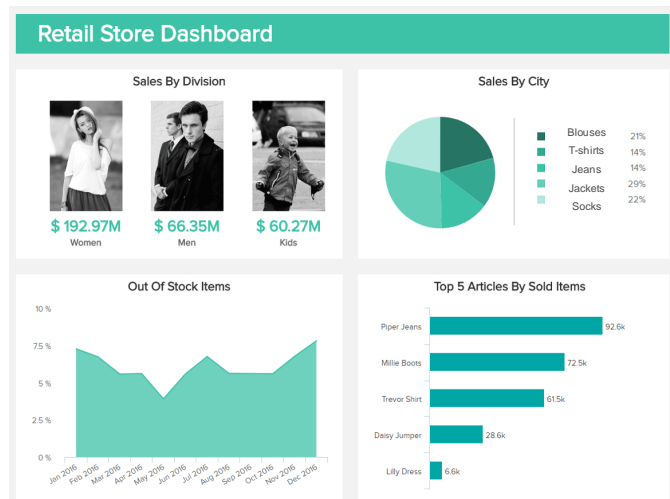 Retail Store Dashboard
Sales By Division
$ 192.97M
Women
$ 66.35M
Men
$ 60.27M
Kids
Sales By City
Blouses 21%
T-shirts 14%
Jeans 14%
Jackets 29%
Socks 22%
Out Of Stock Items
10 %
7.5 %
5 %
2.5 %
0 %
Jan 2016 Feb 2016 Mar 2016 Apr 2016 May 2016 Jun 2016 Jul 2016 Aug 2016 Sep 2016 Oct 2016 Nov 2016 Dec 2016
Top 5 Articles By Sold Items
Piper Jeans 92.6k
Millie Boots 72.5k
Trevor Shirt 61.5k
Daisy Jumper 28.6k
Lilly Dress 6.6k